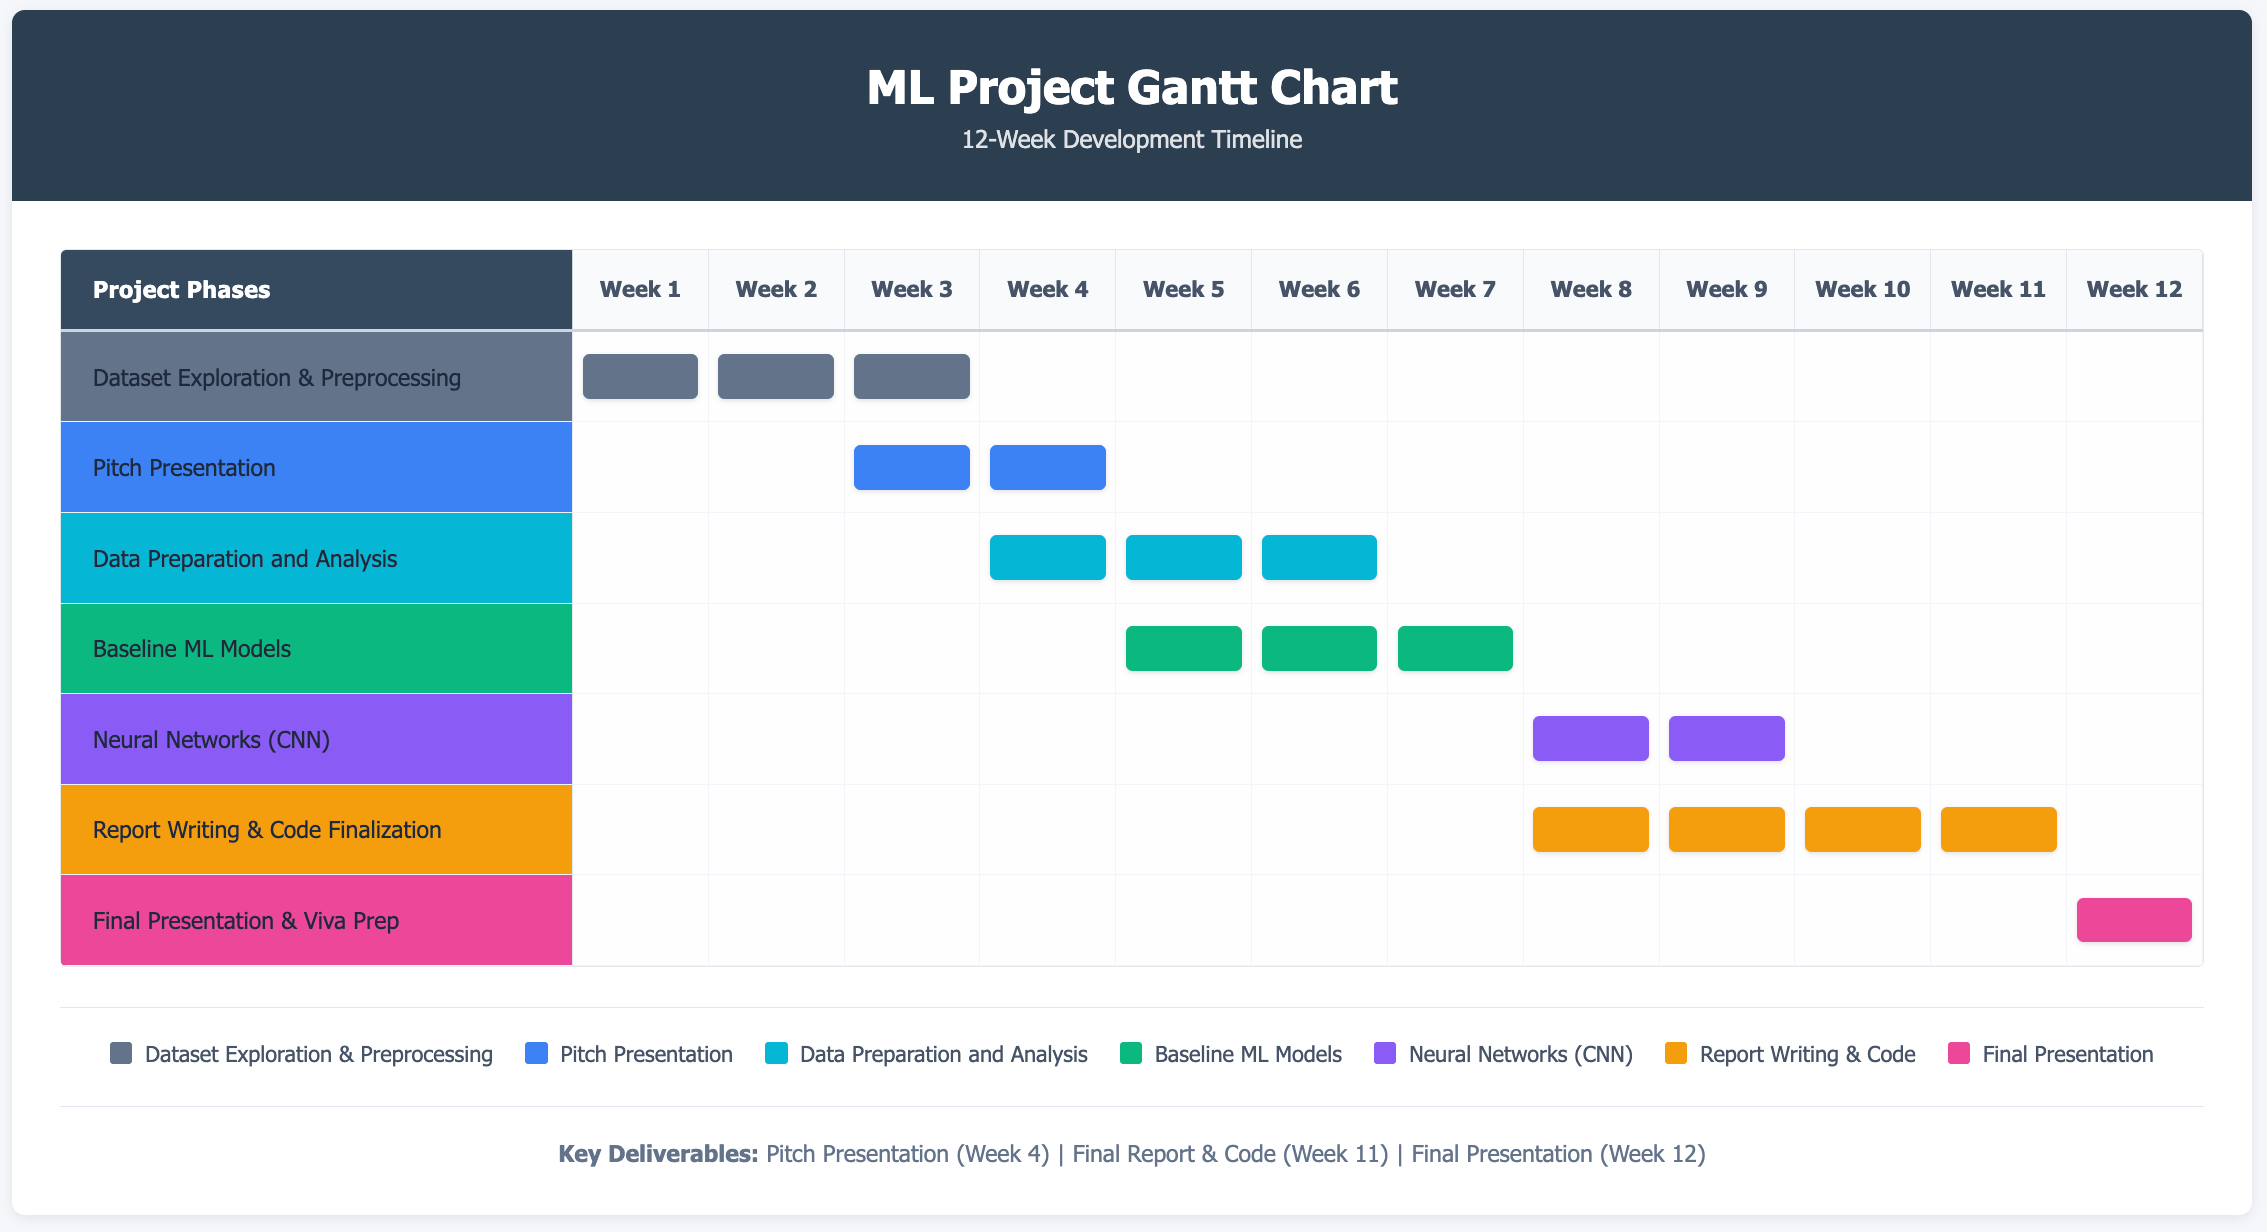 ML Project Gantt Chart
12-Week Development Timeline
Project Phases Week 1 Week 2 Week 3 Week 4 Week 5 Week 6 Week 7 Week 8 Week 9 Week 10 Week 11 Week 12
Dataset Exploration & Preprocessing
Pitch Presentation
Data Preparation and Analysis
Baseline ML Models
Neural Networks (CNN)
Report Writing & Code Finalization
Final Presentation & Viva Prep
Dataset Exploration & Preprocessing Pitch Presentation Data Preparation and Analysis Baseline ML Models Neural Networks (CNN) Report Writing & Code Final Presentation
Key Deliverables: Pitch Presentation (Week 4) | Final Report & Code (Week 11) | Final Presentation (Week 12)